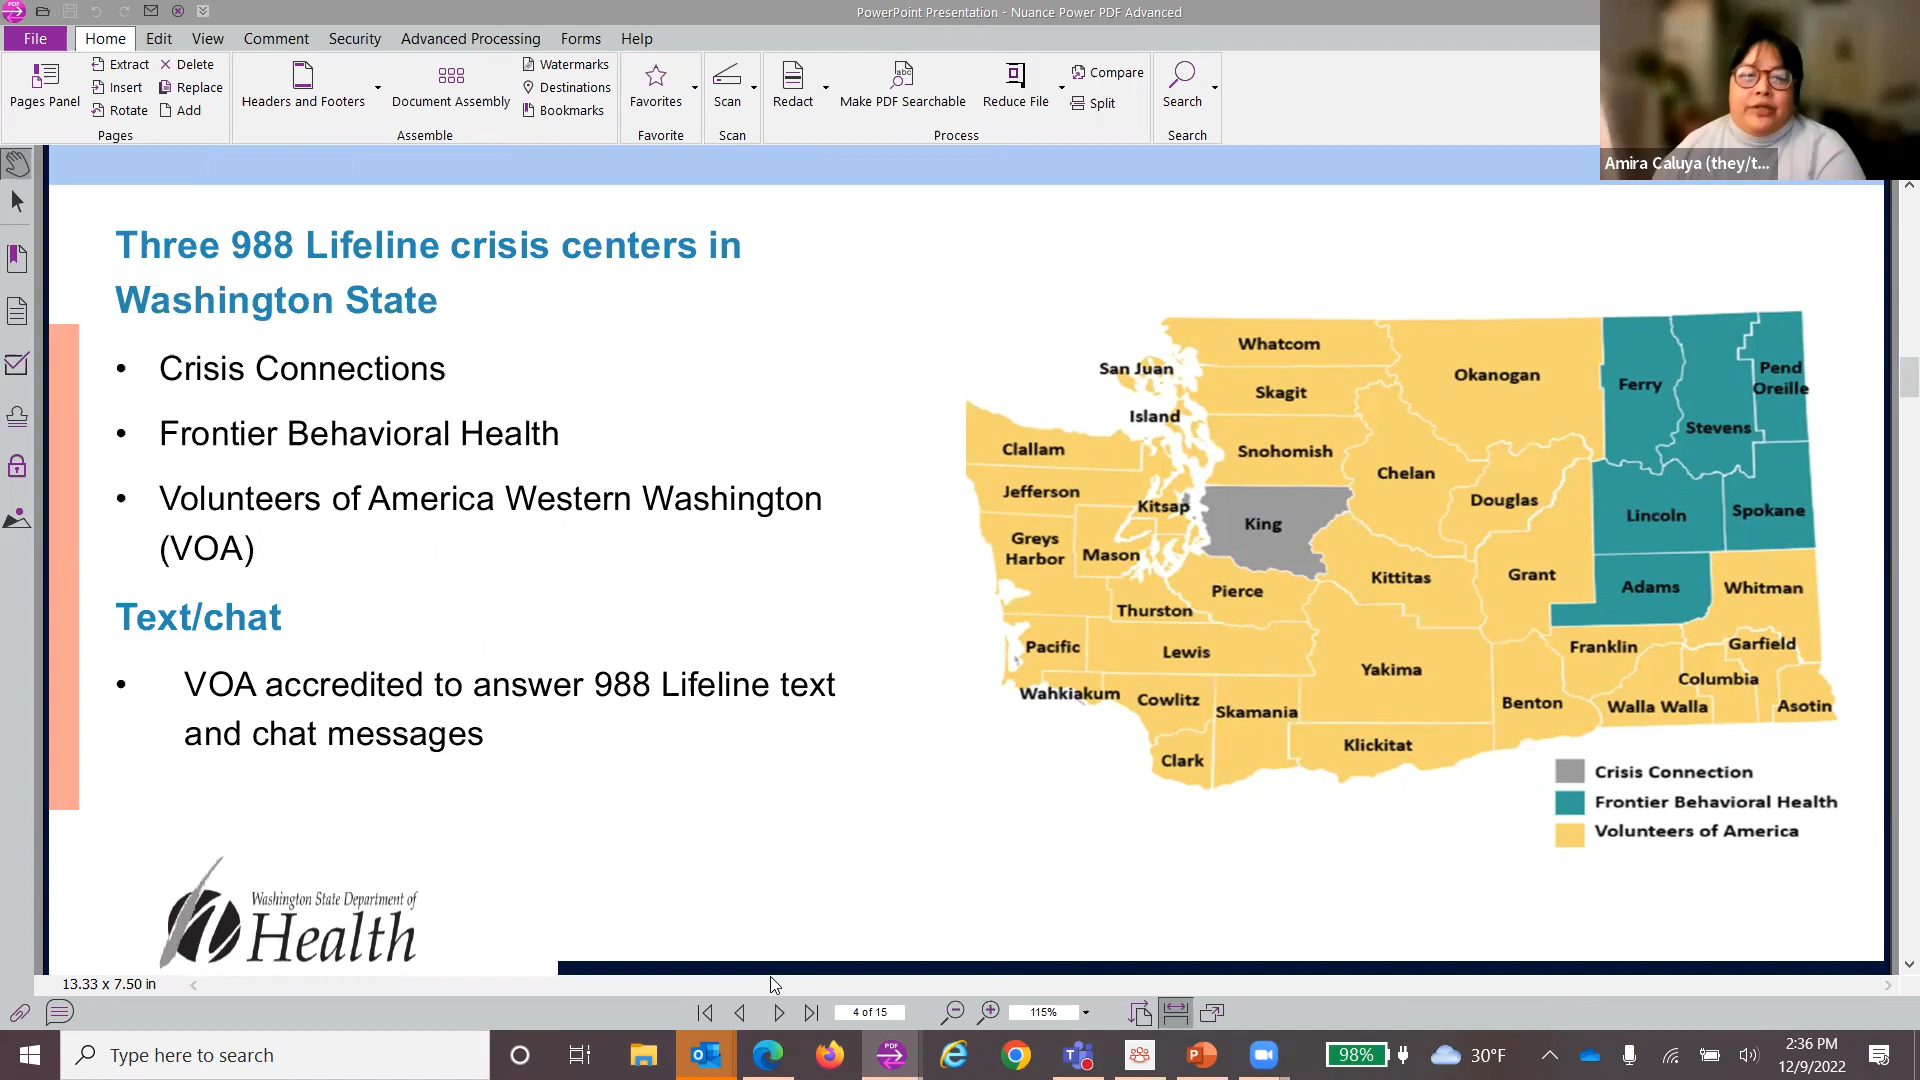 PowerPoint Presentation - Nuance Power PDF Advanced
File Home Edit View Comment Security Advanced Processing Forms Help
Pages Panel
Extract Delete
Insert Replace
Rotate Add
Pages
Headers and Footers
Document Assembly
Watermarks
Destinations
Bookmarks
Assemble
Favorites
Favorite
Scan
Scan
Redact
Make PDF Searchable
Reduce File
Compare
Split
Process
Search
Search
Amira Caluya (they/t...
Three 988 Lifeline crisis centers in
Washington State
• Crisis Connections
• Frontier Behavioral Health
• Volunteers of America Western Washington
(VOA)
Text/chat
• VOA accredited to answer 988 Lifeline text
and chat messages
Whatcom
San Juan
Skagit
Island
Okanogan
Ferry
Pend
Oreille
Stevens
Clallam
Snohomish
Chelan
Jefferson
Kitsap
King
Douglas
Lincoln
Spokane
Greys
Harbor
Mason
Pierce
Kittitas
Grant
Adams
Whitman
Thurston
Pacific
Lewis
Yakima
Franklin
Garfield
Columbia
Wahkiakum
Cowlitz
Skamania
Benton
Walla Walla
Asotin
Clark
Klickitat
Crisis Connection
Frontier Behavioral Health
Volunteers of America
Washington State Department of
Health
13.33 x 7.50 in
4 of 15
115%
Type here to search
PDF
98%
30°F
2:36 PM
12/9/2022